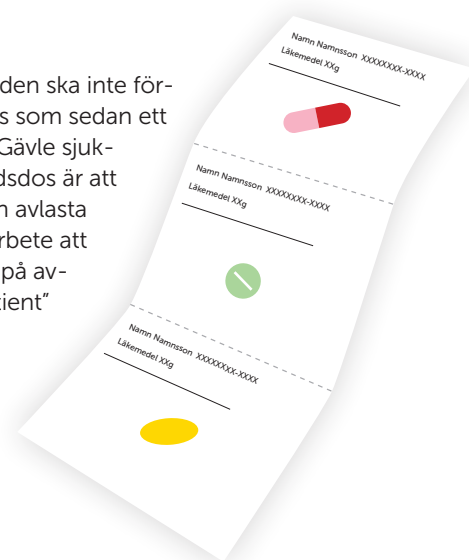 den ska inte för-
s som sedan ett
Gävle sjuk-
dsdos är att
n avlasta
rbete att
på av-
tient"
Namn Namnsson XXXXXXXX-XXXX
Läkemedel XXg
Namn Namnsson XXXXXXXX-XXXX
Läkemedel XXg
Namn Namnsson XXXXXXXX-XXXX
Läkemedel XXg